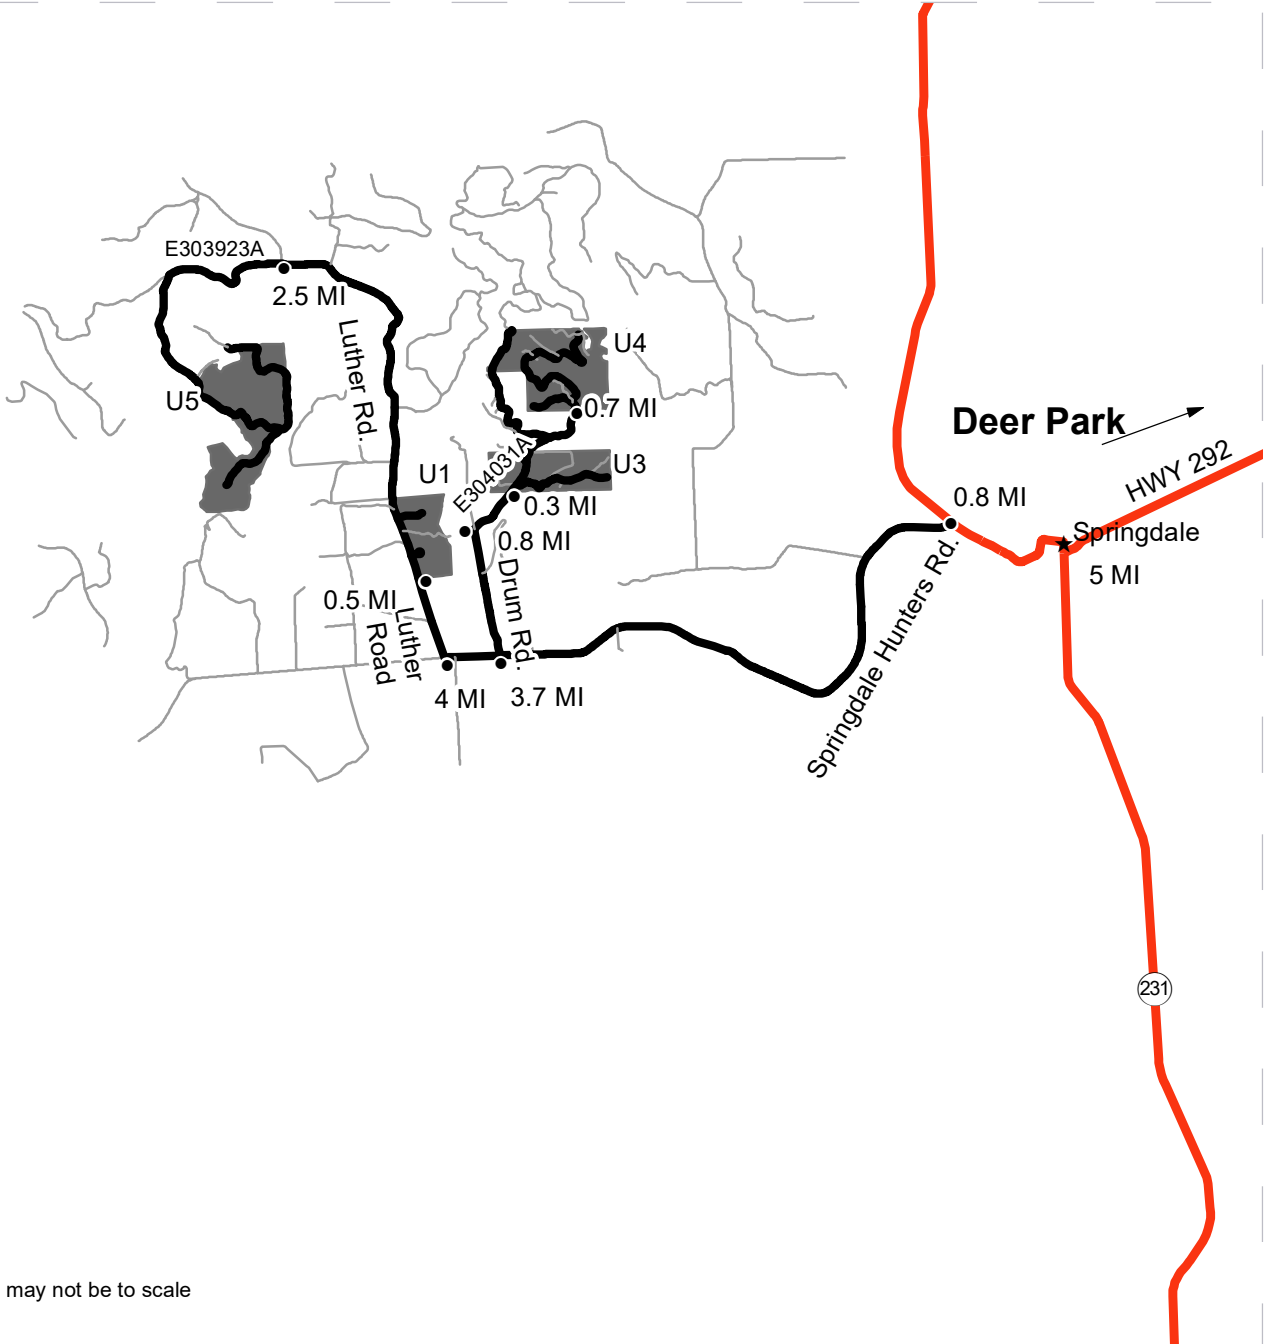 E303923A
2.5 MI
Luther Rd.
U4
U5
0.7 MI
Deer Park
HWY 292
U1
E304031A
U3
0.3 MI
0.8 MI
0.8 MI
Springdale
5 MI
Drum Rd.
Springdale Hunters Rd.
0.5 MI
Luther
Road
4 MI
3.7 MI
231
may not be to scale